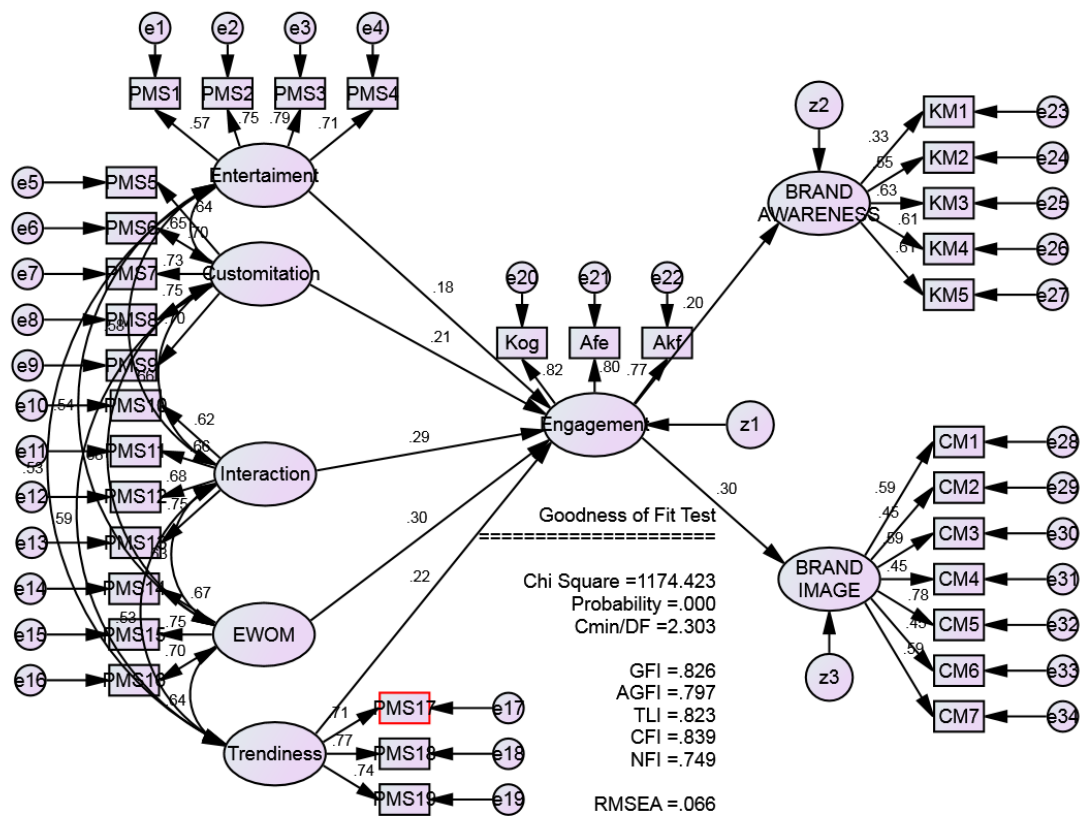 e1
e2
e3
e4
PMS1
PMS2
PMS3
PMS4
.57
.75
.79
.71
Entertaiment
e5
PMS5
e6
PMS6
e7
PMS7
e8
PMS8
e9
PMS9
e10
PMS10
e11
PMS11
e12
PMS12
e13
PMS13
e14
PMS14
e15
PMS15
e16
PMS16
.64
.65
.70
.73
.75
.70
Customitation
.58
.66
.54
.62
.66
.68
.75
.53
.59
Interaction
.67
.75
.70
.53
.64
EWOM
Trendiness
.71
.77
.74
PMS17
e17
PMS18
e18
PMS19
e19
.18
.21
.29
.30
.22
e20
e21
e22
Kog
Afe
Akf
.82
.80
.77
Engagement
z1
.20
.30
z2
BRAND
AWARENESS
.33
.55
.63
.61
.61
KM1
e23
KM2
e24
KM3
e25
KM4
e26
KM5
e27
BRAND
IMAGE
z3
.59
.45
.59
.45
.78
.45
.59
CM1
e28
CM2
e29
CM3
e30
CM4
e31
CM5
e32
CM6
e33
CM7
e34
Goodness of Fit Test
=====================
Chi Square =1174.423
Probability =.000
Cmin/DF =2.303
GFI =.826
AGFI =.797
TLI =.823
CFI =.839
NFI =.749
RMSEA =.066